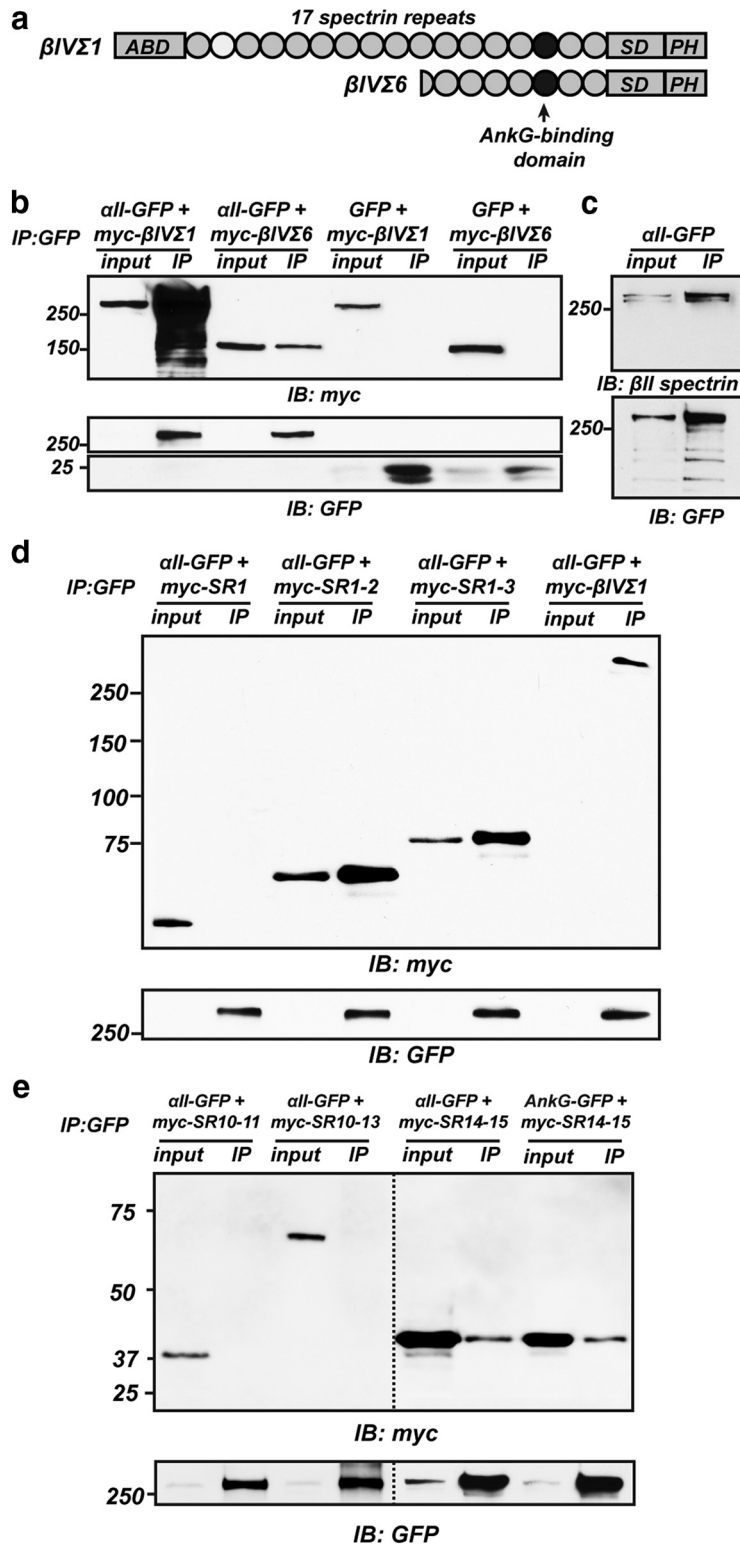 a
17 spectrin repeats
βIVΣ1 ABD SD PH
βIVΣ6 SD PH
AnkG-binding
domain
b
IP:GFP
αII-GFP + myc-βIVΣ1
αII-GFP + myc-βIVΣ6
GFP + myc-βIVΣ1
GFP + myc-βIVΣ6
input IP input IP input IP input IP
250
150
IB: myc
250
25
IB: GFP
c
αII-GFP
input IP
250
IB: βII spectrin
250
IB: GFP
d
IP:GFP
αII-GFP + myc-SR1
αII-GFP + myc-SR1-2
αII-GFP + myc-SR1-3
αII-GFP + myc-βIVΣ1
input IP input IP input IP input IP
250
150
100
75
IB: myc
250
IB: GFP
e
IP:GFP
αII-GFP + myc-SR10-11
αII-GFP + myc-SR10-13
αII-GFP + myc-SR14-15
AnkG-GFP + myc-SR14-15
input IP input IP input IP input IP
75
50
37
25
IB: myc
250
IB: GFP